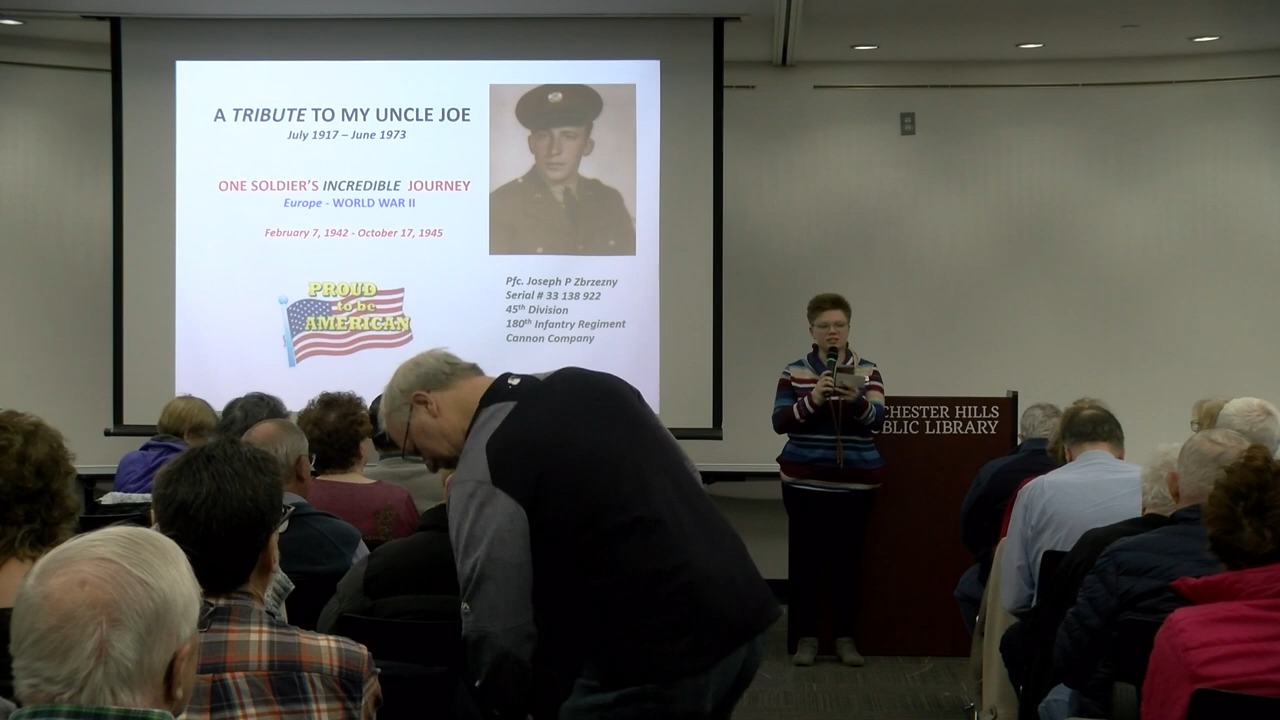 A TRIBUTE TO MY UNCLE JOE
July 1917 – June 1973
ONE SOLDIER'S INCREDIBLE JOURNEY
Europe - WORLD WAR II
February 7, 1942 - October 17, 1945
PROUD
to be
AMERICAN
Pfc. Joseph P Zbrzezny
Serial # 33 138 922
45th Division
180th Infantry Regiment
Cannon Company
CHESTER HILLS
BLIC LIBRARY